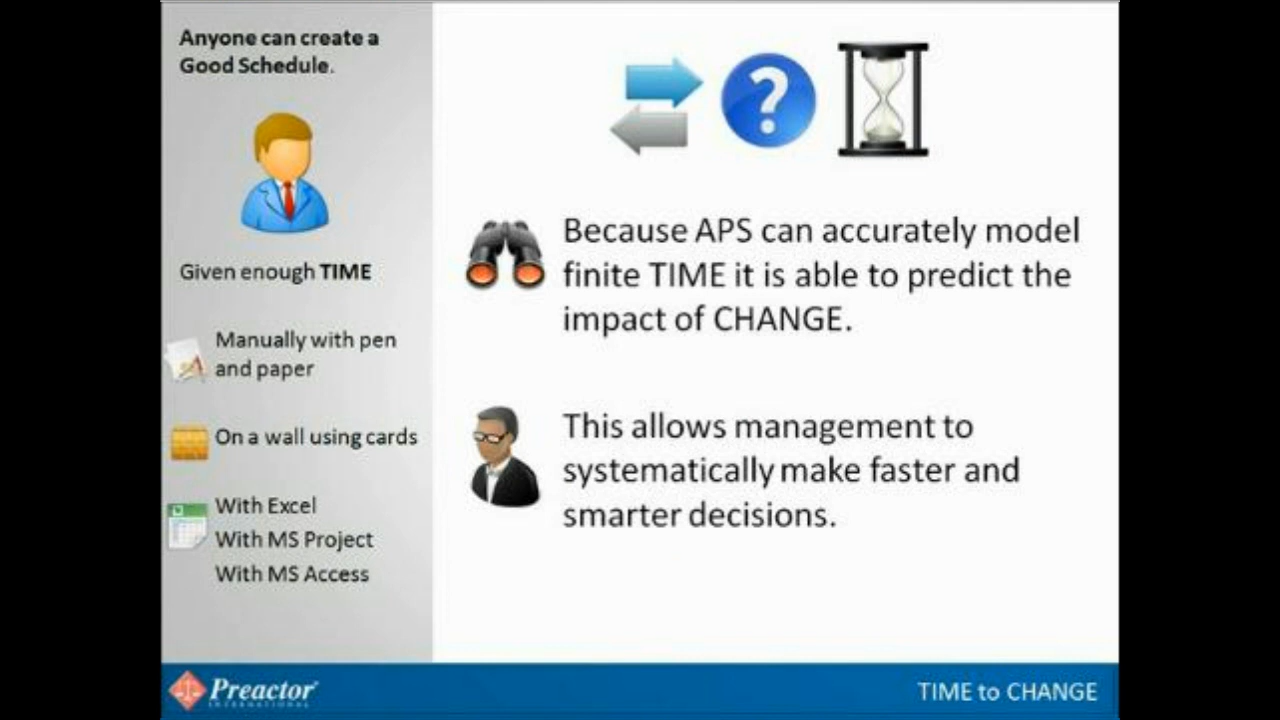 Anyone can create a
Good Schedule.
Given enough TIME
Manually with pen
and paper
On a wall using cards
With Excel
With MS Project
With MS Access
?
Because APS can accurately model
finite TIME it is able to predict the
impact of CHANGE.
This allows management to
systematically make faster and
smarter decisions.
Preactor
INTERNATIONAL
TIME to CHANGE